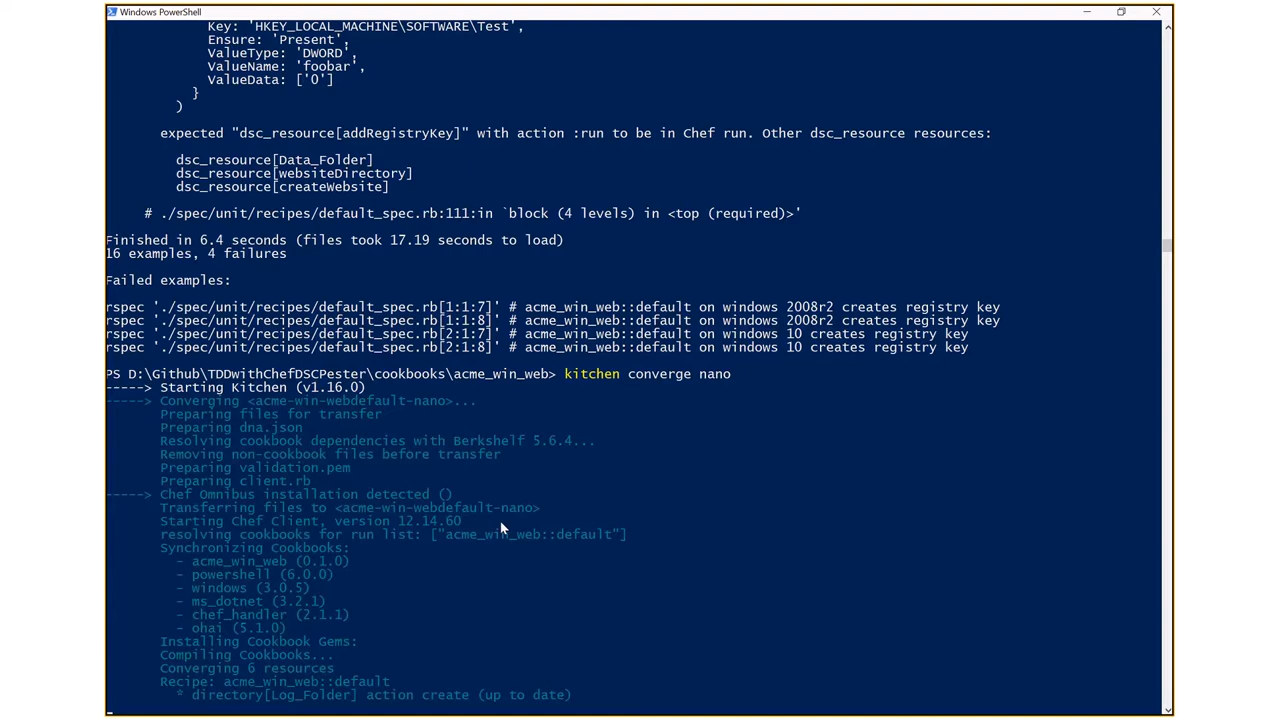 Windows PowerShell
Key: 'HKEY_LOCAL_MACHINE\SOFTWARE\Test',
Ensure: 'Present',
ValueType: 'DWORD',
ValueName: 'foobar',
ValueData: ['0']
}
)
expected "dsc_resource[addRegistryKey]" with action :run to be in Chef run. Other dsc_resource resources:
dsc_resource[Data_Folder]
dsc_resource[websiteDirectory]
dsc_resource[createWebsite]
# ./spec/unit/recipes/default_spec.rb:111:in `block (4 levels) in <top (required)>'
Finished in 6.4 seconds (files took 17.19 seconds to load)
16 examples, 4 failures
Failed examples:
rspec './spec/unit/recipes/default_spec.rb[1:1:7]' # acme_win_web::default on windows 2008r2 creates registry key
rspec './spec/unit/recipes/default_spec.rb[1:1:8]' # acme_win_web::default on windows 2008r2 creates registry key
rspec './spec/unit/recipes/default_spec.rb[2:1:7]' # acme_win_web::default on windows 10 creates registry key
rspec './spec/unit/recipes/default_spec.rb[2:1:8]' # acme_win_web::default on windows 10 creates registry key
PS D:\Github\TDDwithChefDSCPester\cookbooks\acme_win_web> kitchen converge nano
-----> Starting Kitchen (v1.16.0)
-----> Converging <acme-win-webdefault-nano>...
Preparing files for transfer
Preparing dna.json
Resolving cookbook dependencies with Berkshelf 5.6.4...
Removing non-cookbook files before transfer
Preparing validation.pem
Preparing client.rb
-----> Chef Omnibus installation detected ()
Transferring files to <acme-win-webdefault-nano>
Starting Chef Client, version 12.14.60
resolving cookbooks for run list: ["acme_win_web::default"]
Synchronizing Cookbooks:
- acme_win_web (0.1.0)
- powershell (6.0.0)
- windows (3.0.5)
- ms_dotnet (3.2.1)
- chef_handler (2.1.1)
- ohai (5.1.0)
Installing Cookbook Gems:
Compiling Cookbooks...
Converging 6 resources
Recipe: acme_win_web::default
* directory[Log_Folder] action create (up to date)